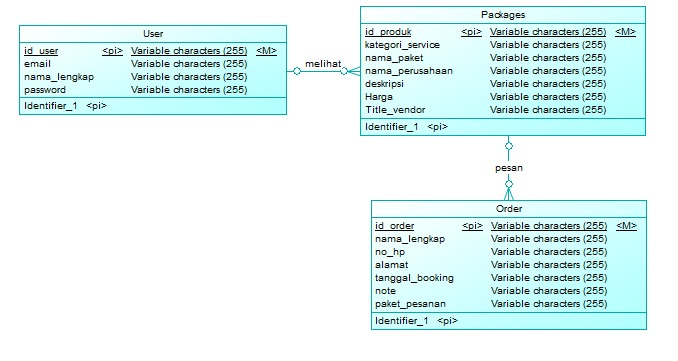 User
id_user <pi> Variable characters (255) <M>
email Variable characters (255)
nama_lengkap Variable characters (255)
password Variable characters (255)
Identifier_1 <pi>
melihat
Packages
id_produk <pi> Variable characters (255) <M>
kategori_service Variable characters (255)
nama_paket Variable characters (255)
nama_perusahaan Variable characters (255)
deskripsi Variable characters (255)
Harga Variable characters (255)
Title_vendor Variable characters (255)
Identifier_1 <pi>
pesan
Order
id_order <pi> Variable characters (255) <M>
nama_lengkap Variable characters (255)
no_hp Variable characters (255)
alamat Variable characters (255)
tanggal_booking Variable characters (255)
note Variable characters (255)
paket_pesanan Variable characters (255)
Identifier_1 <pi>